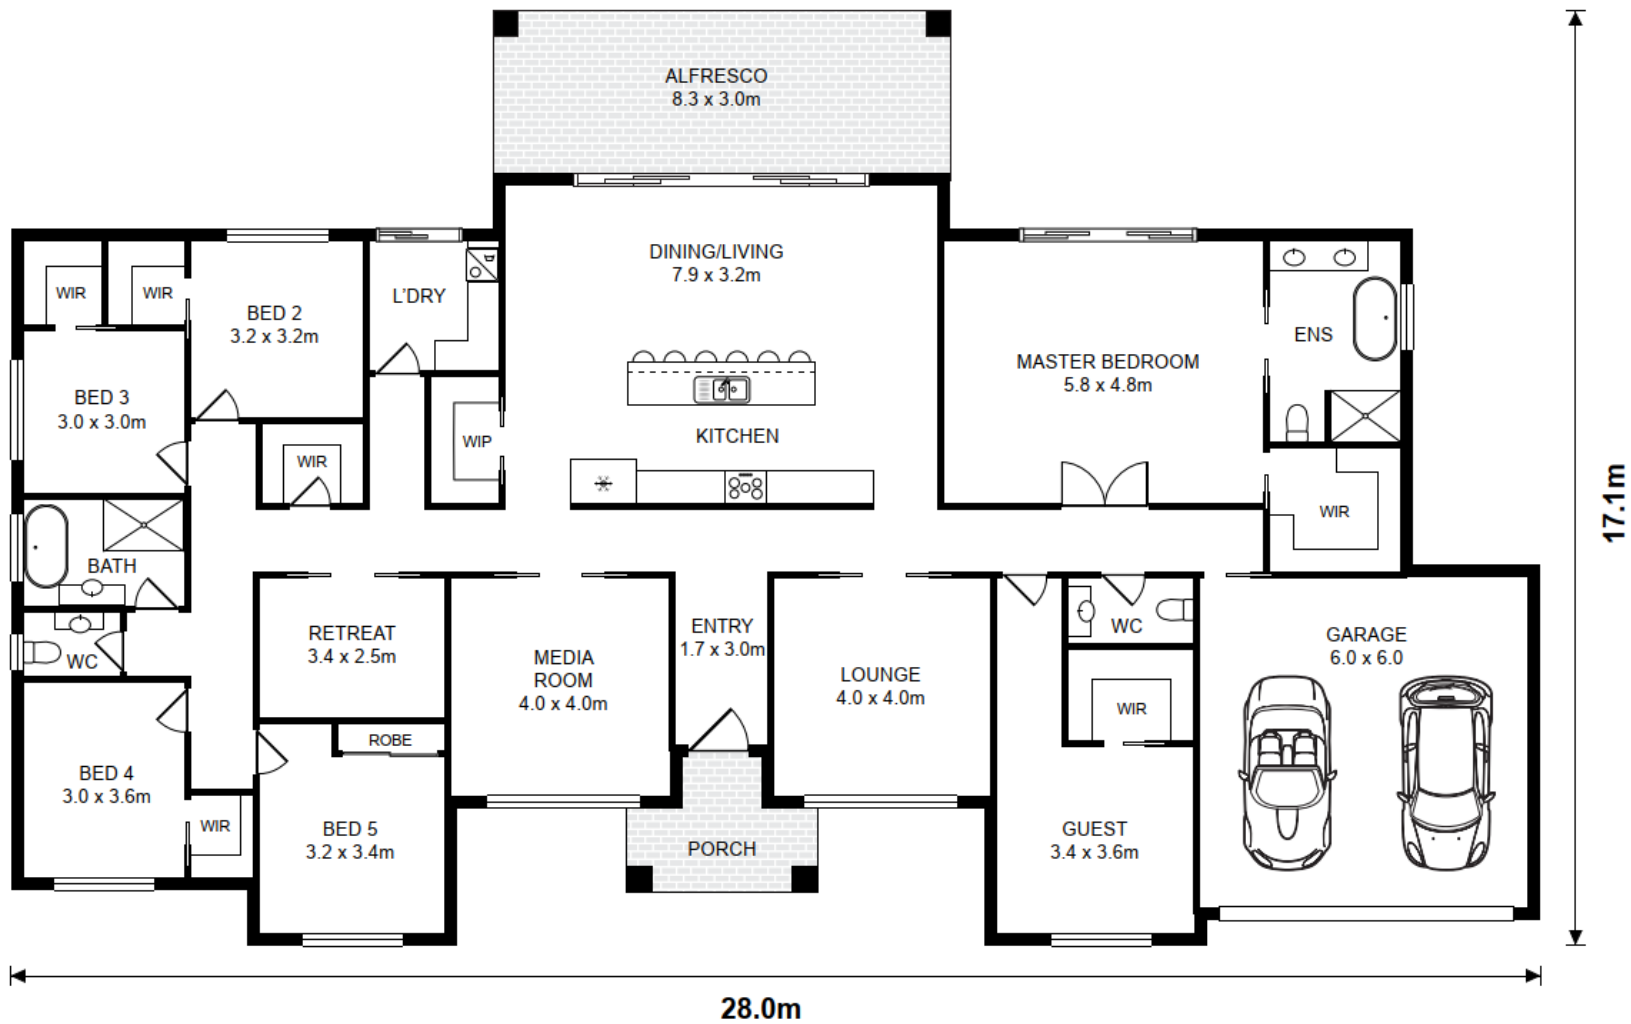 ALFRESCO
8.3 x 3.0m
DINING/LIVING
7.9 x 3.2m
WIR
WIR
BED 2
3.2 x 3.2m
L'DRY
ENS
MASTER BEDROOM
5.8 x 4.8m
BED 3
3.0 x 3.0m
KITCHEN
WIP
WIR
WIR
17.1m
BATH
WC
RETREAT
3.4 x 2.5m
MEDIA
ROOM
4.0 x 4.0m
ENTRY
1.7 x 3.0m
LOUNGE
4.0 x 4.0m
WC
GARAGE
6.0 x 6.0
WIR
ROBE
BED 4
3.0 x 3.6m
WIR
BED 5
3.2 x 3.4m
PORCH
GUEST
3.4 x 3.6m
28.0m